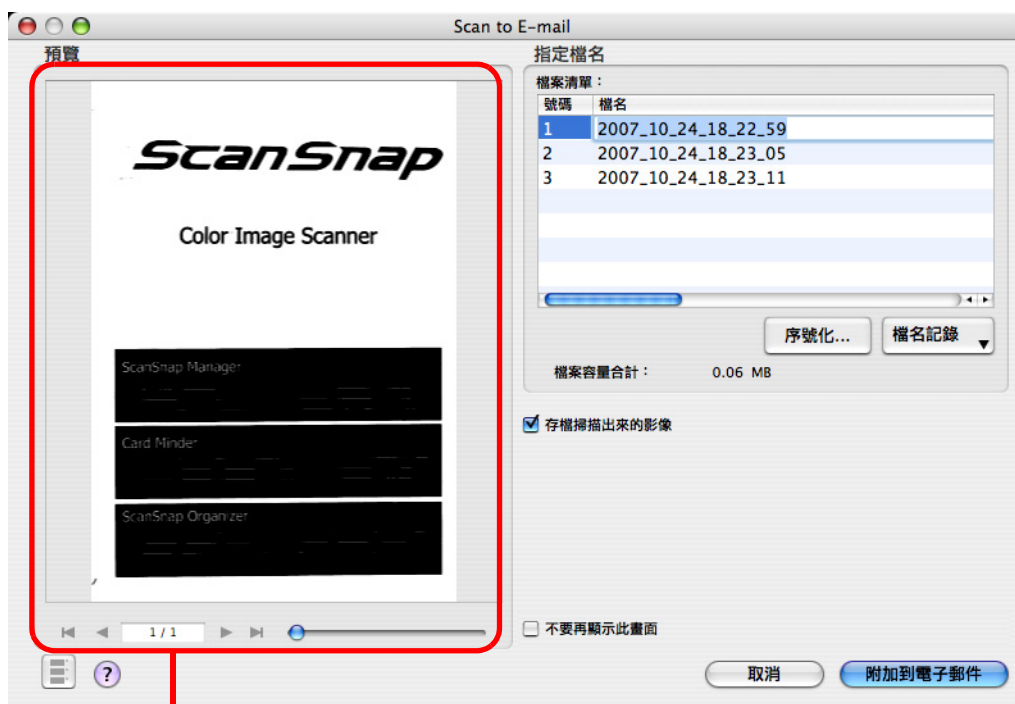 Scan to E-mail
預覽
ScanSnap
Color Image Scanner
ScanSnap Manager
Card Minder
ScanSnap Organizer
1 / 1
?
指定檔名
檔案清單：
號碼 檔名
1 2007_10_24_18_22_59
2 2007_10_24_18_23_05
3 2007_10_24_18_23_11
序號化... 檔名記錄
檔案容量合計： 0.06 MB
存檔掃描出來的影像
不要再顯示此畫面
取消 附加到電子郵件